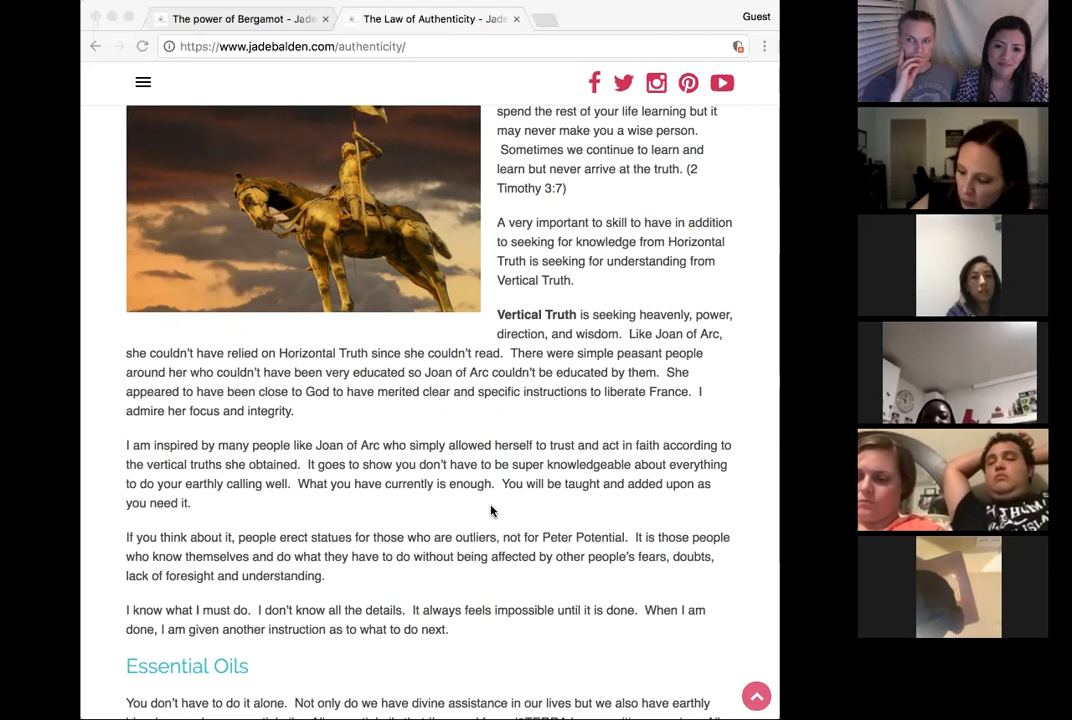 The power of Bergamot - Jade
The Law of Authenticity - Jade
Guest
https://www.jadebalden.com/authenticity/
spend the rest of your life learning but it
may never make you a wise person.
Sometimes we continue to learn and
learn but never arrive at the truth. (2
Timothy 3:7)
A very important to skill to have in addition
to seeking for knowledge from Horizontal
Truth is seeking for understanding from
Vertical Truth.
Vertical Truth is seeking heavenly, power,
direction, and wisdom. Like Joan of Arc,
she couldn't have relied on Horizontal Truth since she couldn't read. There were simple peasant people
around her who couldn't have been very educated so Joan of Arc couldn't be educated by them. She
appeared to have been close to God to have merited clear and specific instructions to liberate France. I
admire her focus and integrity.
I am inspired by many people like Joan of Arc who simply allowed herself to trust and act in faith according to
the vertical truths she obtained. It goes to show you don't have to be super knowledgeable about everything
to do your earthly calling well. What you have currently is enough. You will be taught and added upon as
you need it.
If you think about it, people erect statues for those who are outliers, not for Peter Potential. It is those people
who know themselves and do what they have to do without being affected by other people's fears, doubts,
lack of foresight and understanding.
I know what I must do. I don't know all the details. It always feels impossible until it is done. When I am
done, I am given another instruction as to what to do next.
Essential Oils
You don't have to do it alone. Not only do we have divine assistance in our lives but we also have earthly